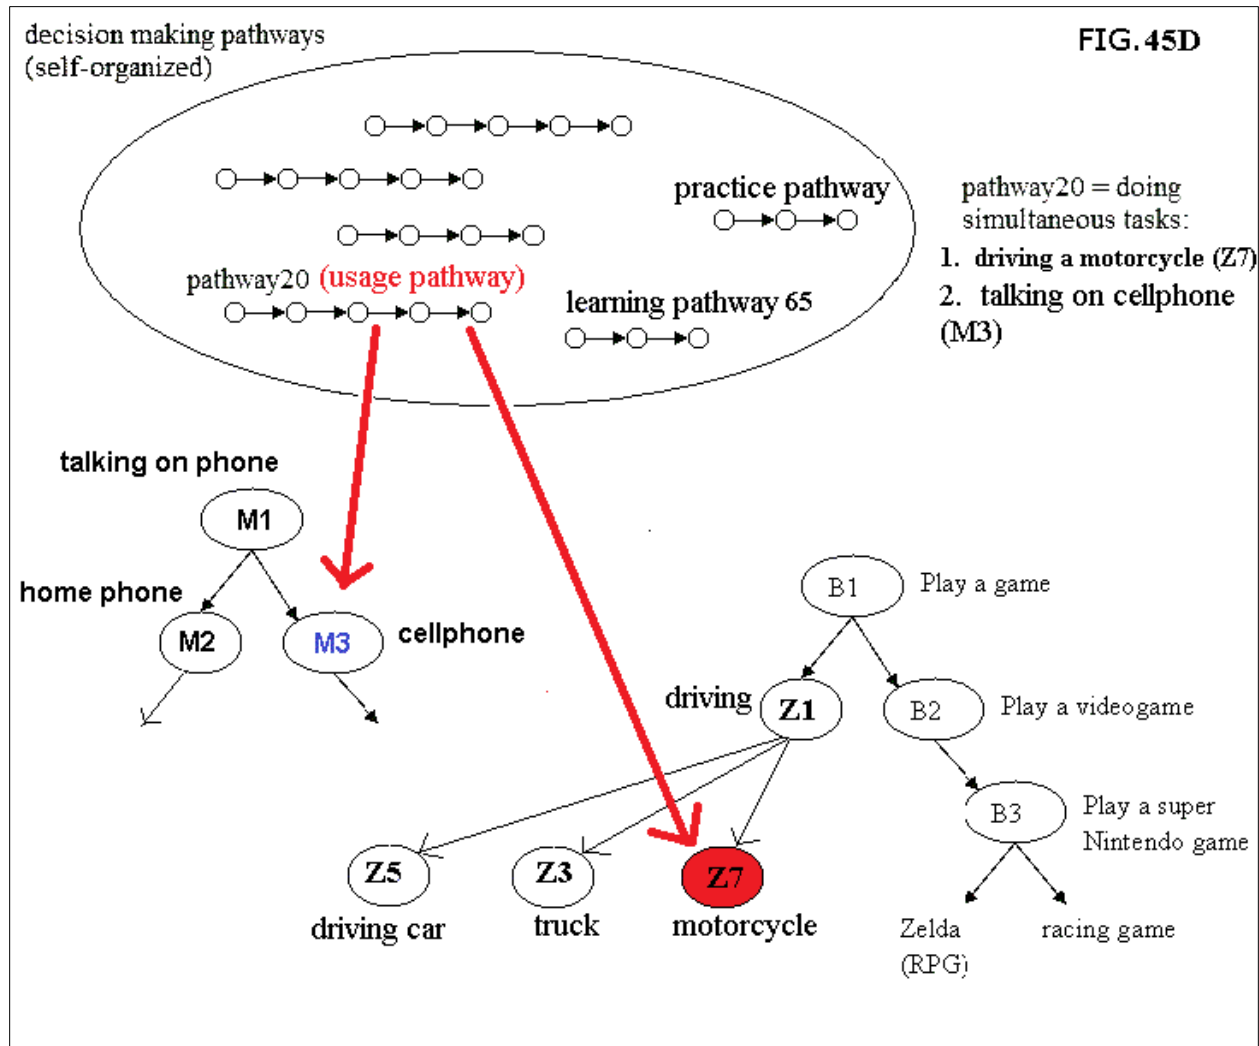 decision making pathways
(self-organized)
FIG. 45D
practice pathway
pathway20 (usage pathway)
learning pathway 65
pathway20 = doing
simultaneous tasks:
1. driving a motorcycle (Z7)
2. talking on cellphone
(M3)
talking on phone
M1
home phone
M2
M3
cellphone
B1
Play a game
driving
Z1
B2
Play a videogame
B3
Play a super
Nintendo game
Z5
Z3
Z7
driving car
truck
motorcycle
Zelda
(RPG)
racing game